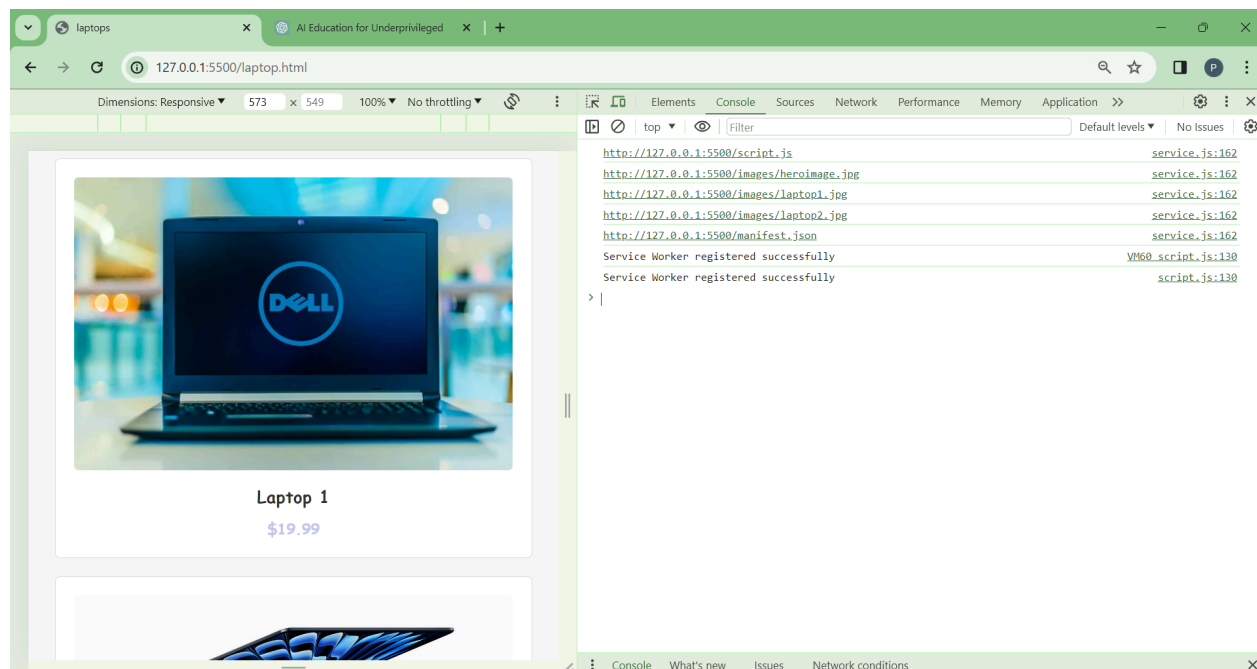 laptops
AI Education for Underprivileged
127.0.0.1:5500/laptop.html
P
Dimensions: Responsive 573 × 549 100% No throttling
Elements Console Sources Network Performance Memory Application
top Filter Default levels No Issues
http://127.0.0.1:5500/script.js service.js:162
http://127.0.0.1:5500/images/heroimage.jpg service.js:162
http://127.0.0.1:5500/images/laptop1.jpg service.js:162
http://127.0.0.1:5500/images/laptop2.jpg service.js:162
http://127.0.0.1:5500/manifest.json service.js:162
Service Worker registered successfully VM60 script.js:130
Service Worker registered successfully script.js:130
DELL
Laptop 1
$19.99
Console What's new Issues Network conditions